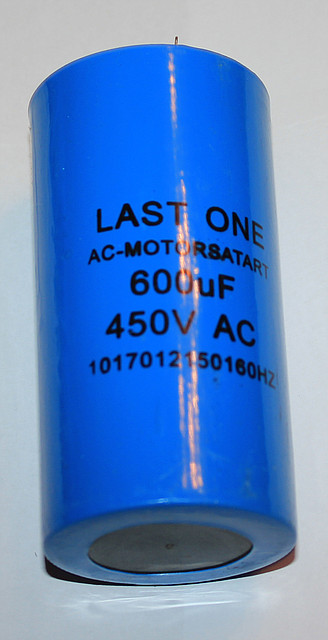 LAST ONE
AC-MOTORSATART
600uF
450V AC
1017012150160HZ